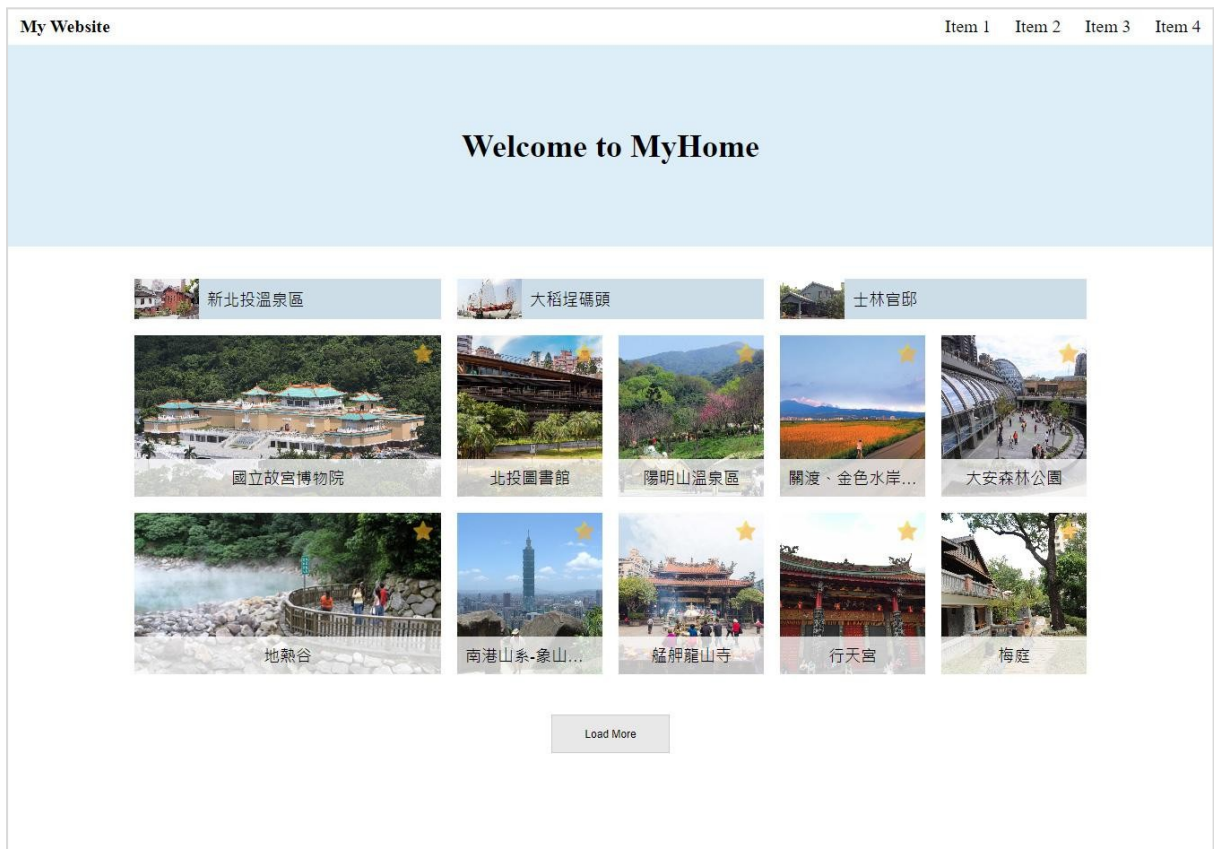 My Website
Item 1 Item 2 Item 3 Item 4
Welcome to MyHome
新北投溫泉區 大稻埕碼頭 士林官邸
國立故宮博物院 北投圖書館 陽明山溫泉區 關渡、金色水岸... 大安森林公園
地熱谷 南港山系-象山... 艋舺龍山寺 行天宮 梅庭
Load More